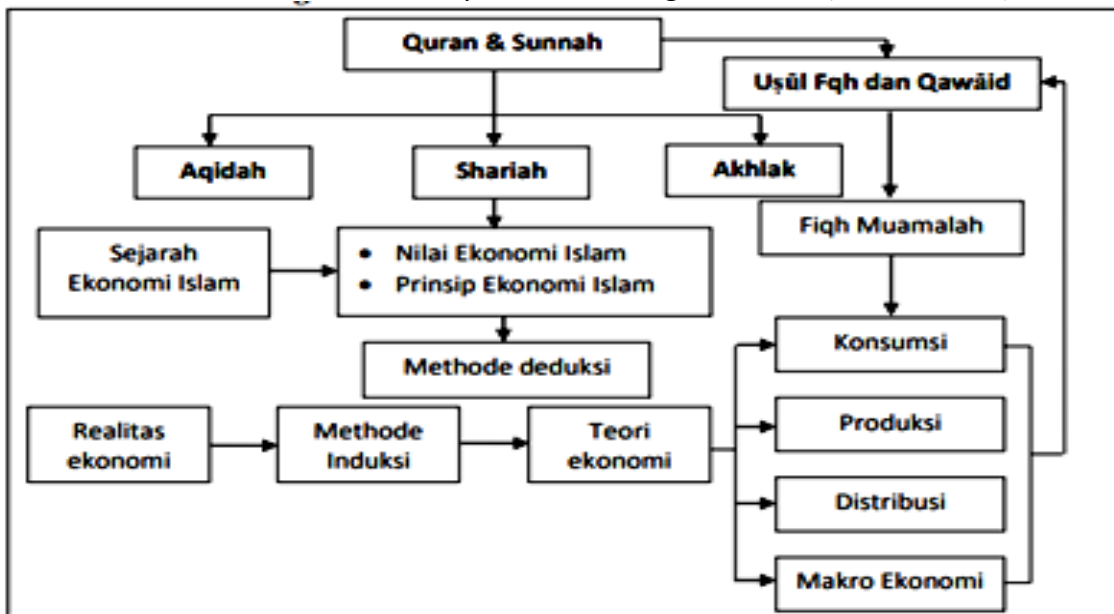 Quran & Sunnah
Uṣūl Fqh dan Qawāid
Aqidah
Shariah
Akhlak
Fiqh Muamalah
Sejarah
Ekonomi Islam
• Nilai Ekonomi Islam
• Prinsip Ekonomi Islam
Konsumsi
Methode deduksi
Realitas
ekonomi
Methode
Induksi
Teori
ekonomi
Produksi
Distribusi
Makro Ekonomi